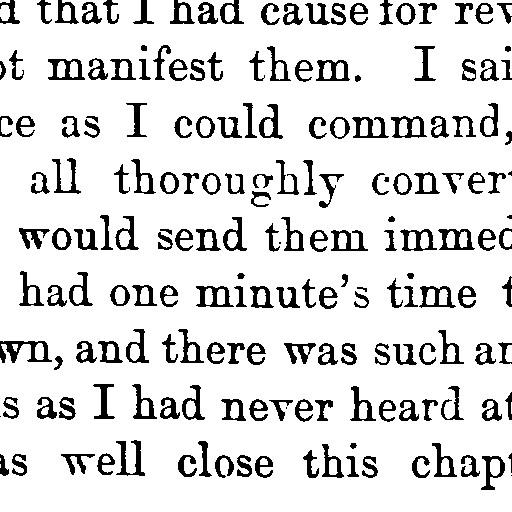 d that I had cause for rev
ot manifest them. I sai
ce as I could command,
all thoroughly conver
would send them immed
had one minute's time t
wn, and there was such an
s as I had never heard at
as well close this chapt